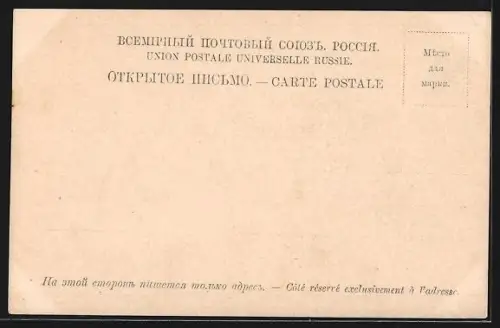 ВСЕМІРНЫЙ ПОЧТОВЫЙ СОЮЗЪ. РОССІЯ.
UNION POSTALE UNIVERSELLE RUSSIE.
ОТКРЫТОЕ ПИСЬМО. — CARTE POSTALE
Мѣсто
для
марки.
На этой сторонѣ пишется только адресъ. — Côté réservé exclusivement à l'adresse.